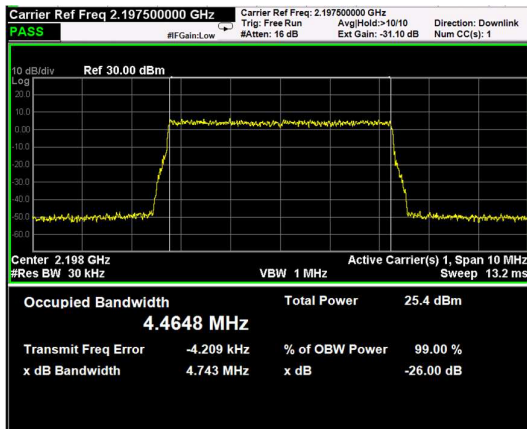 Carrier Ref Freq 2.197500000 GHz
PASS
#IFGain:Low
Carrier Ref Freq: 2.197500000 GHz
Trig: Free Run Avg|Hold:>10/10 Direction: Downlink
#Atten: 16 dB Ext Gain: -31.10 dB Num CC(s): 1
10 dB/div Ref 30.00 dBm
Log
20.0
10.0
0.00
-10.0
-20.0
-30.0
-40.0
-50.0
-60.0
Center 2.198 GHz Active Carrier(s) 1, Span 10 MHz
#Res BW 30 kHz VBW 1 MHz Sweep 13.2 ms
Occupied Bandwidth Total Power 25.4 dBm
4.4648 MHz
Transmit Freq Error -4.209 kHz % of OBW Power 99.00 %
x dB Bandwidth 4.743 MHz x dB -26.00 dB